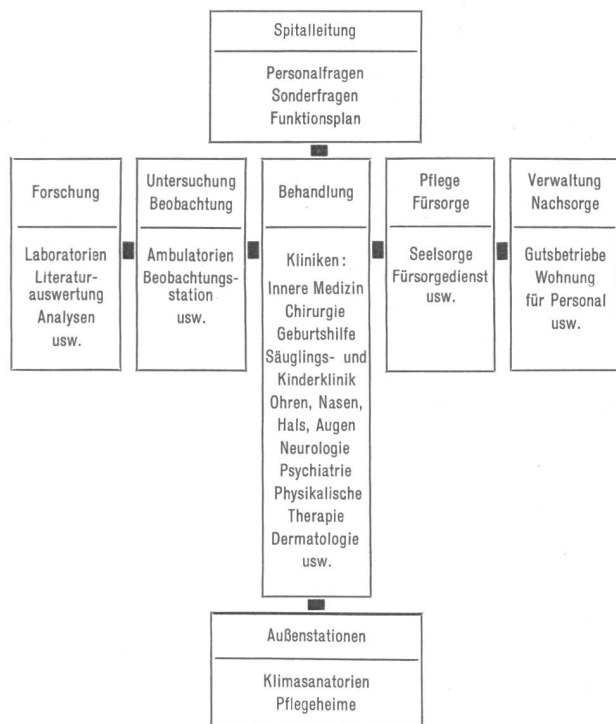 Spitalleitung
Personalfragen
Sonderfragen
Funktionsplan
Forschung
Laboratorien
Literatur-
auswertung
Analysen
usw.
Untersuchung
Beobachtung
Ambulatorien
Beobachtungs-
station
usw.
Behandlung
Kliniken:
Innere Medizin
Chirurgie
Geburtshilfe
Säuglings- und
Kinderklinik
Ohren, Nasen,
Hals, Augen
Neurologie
Psychiatrie
Physikalische
Therapie
Dermatologie
usw.
Pflege
Fürsorge
Seelsorge
Fürsorgedienst
usw.
Verwaltung
Nachsorge
Gutsbetriebe
Wohnung
für Personal
usw.
Außenstationen
Klimasanatorien
Pflegeheime